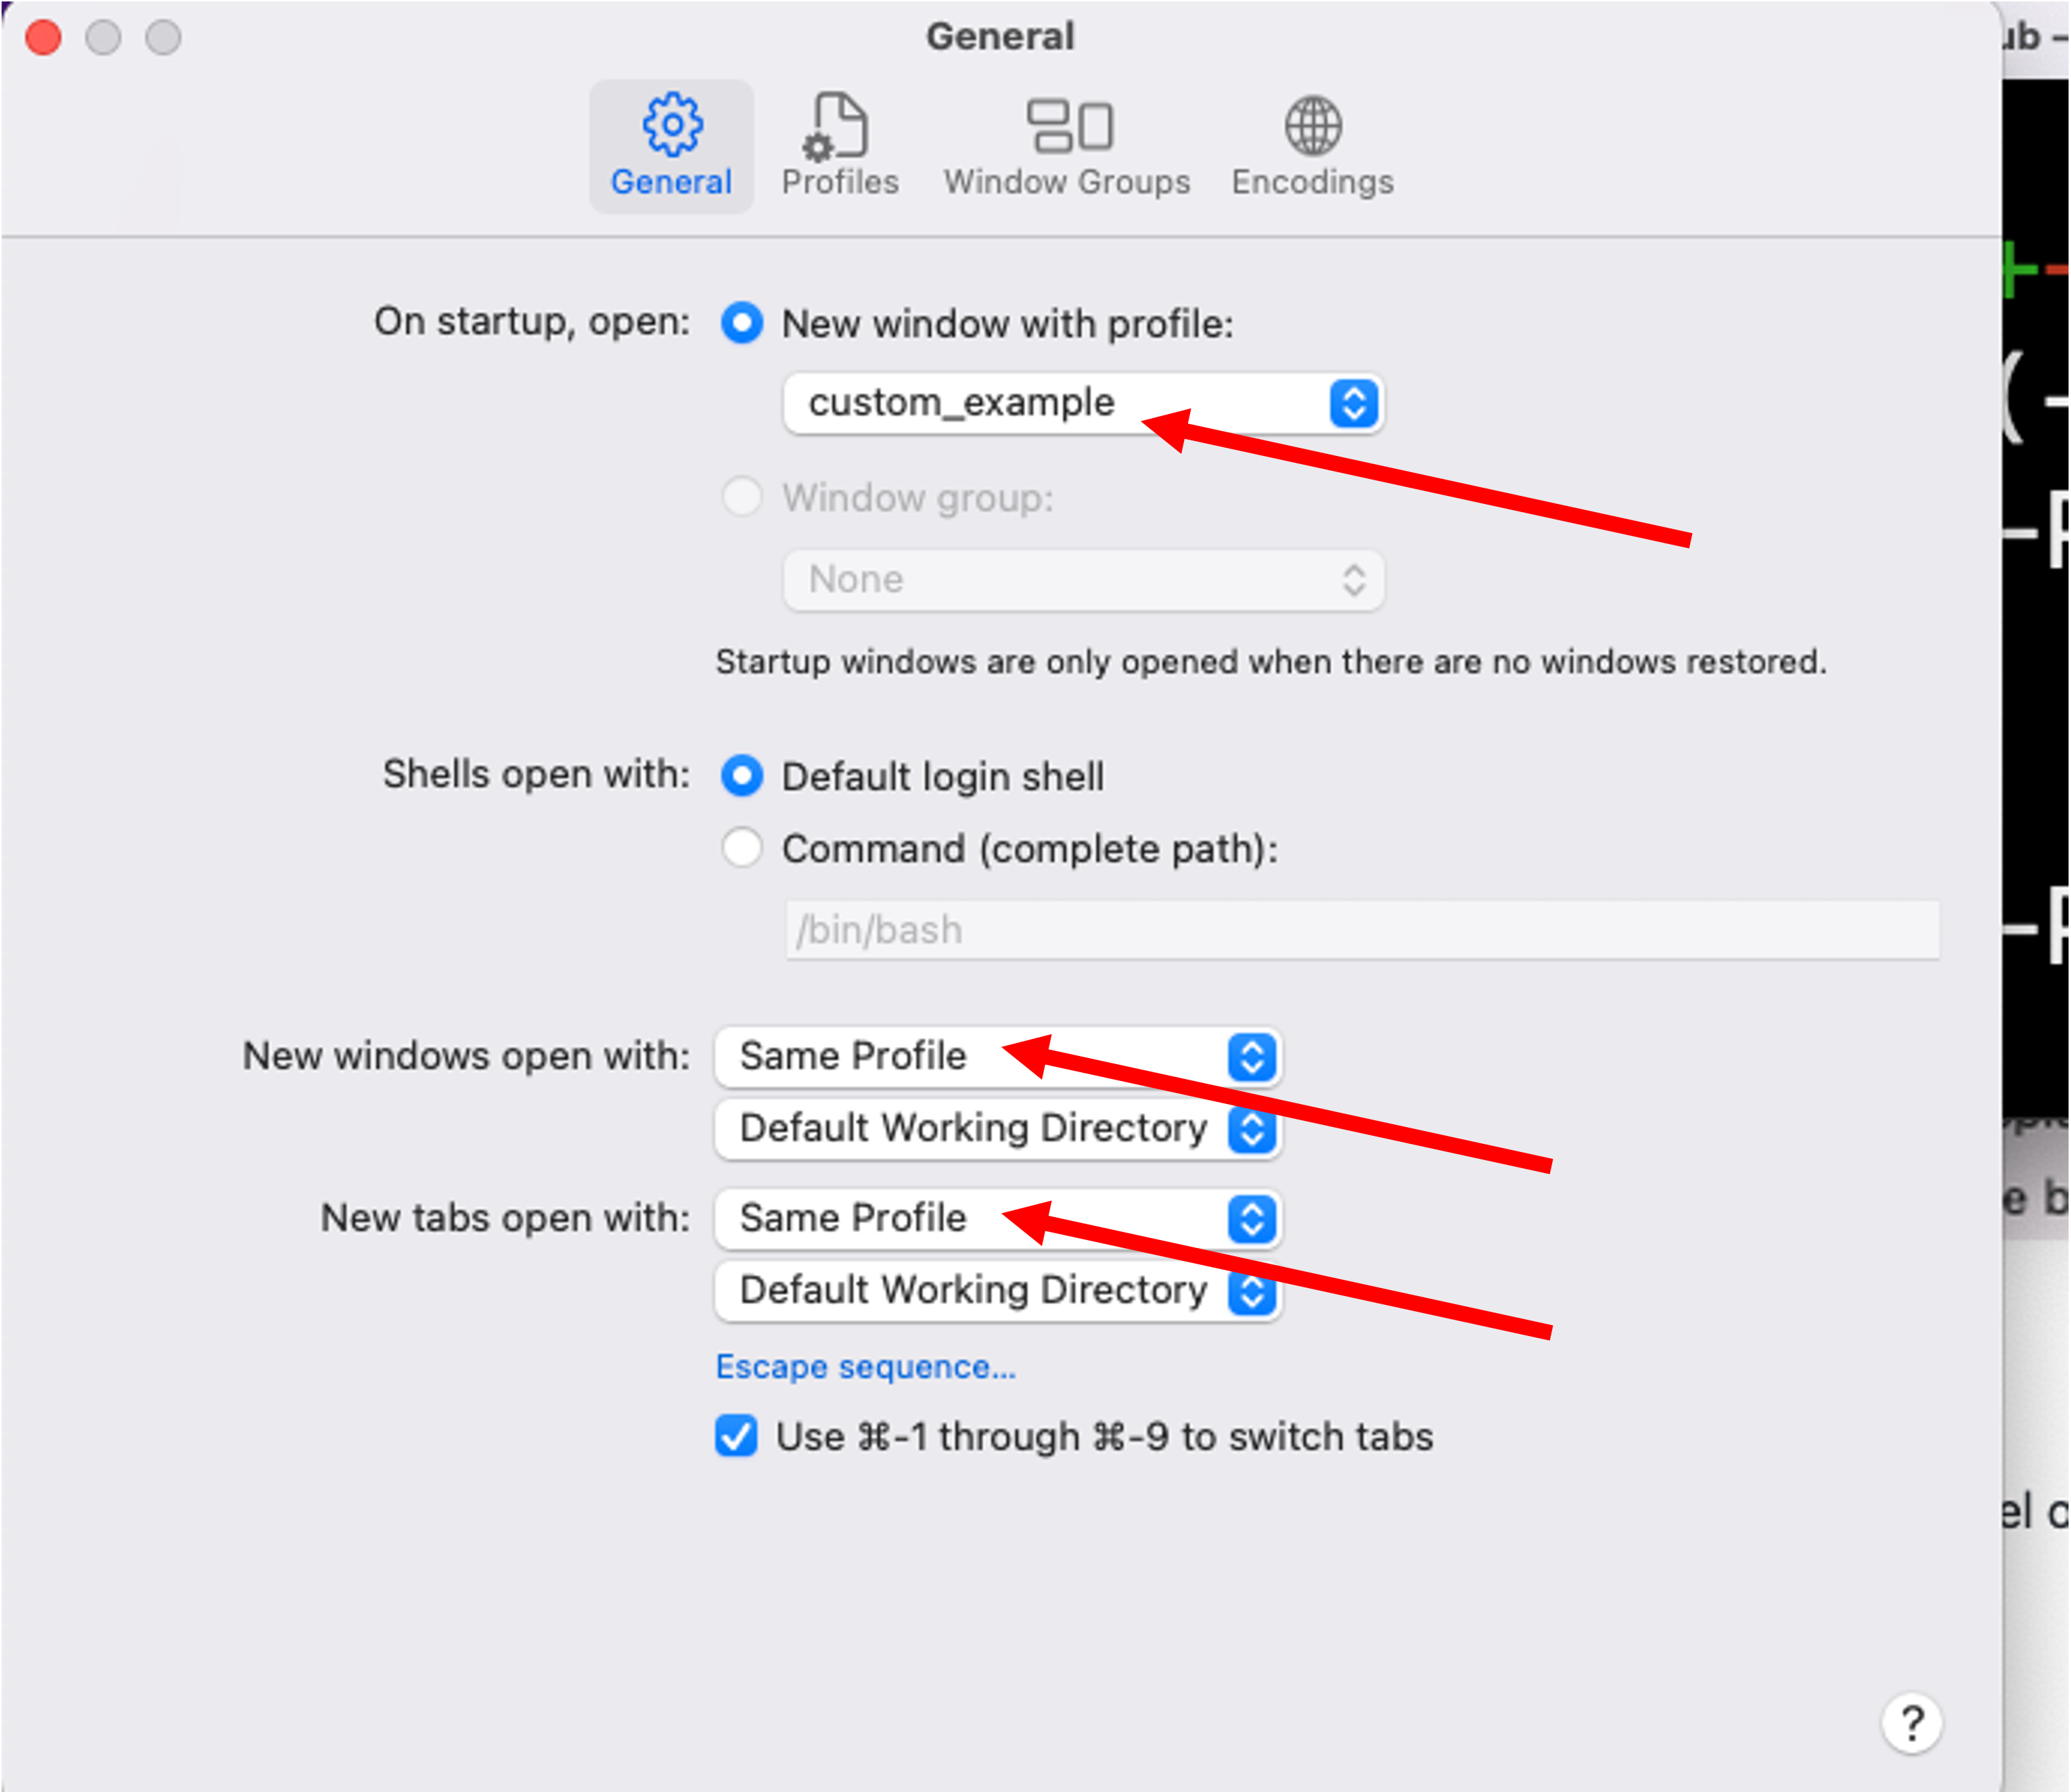 General
General Profiles Window Groups Encodings
On startup, open: New window with profile:
custom_example
Window group:
None
Startup windows are only opened when there are no windows restored.
Shells open with: Default login shell
Command (complete path):
/bin/bash
New windows open with: Same Profile
Default Working Directory
New tabs open with: Same Profile
Default Working Directory
Escape sequence...
Use ⌘-1 through ⌘-9 to switch tabs
?